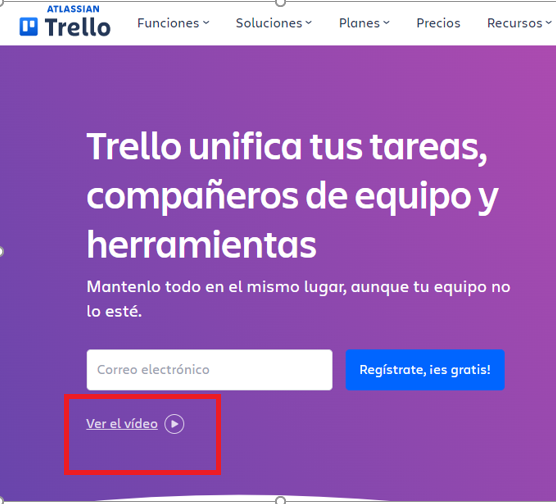 ATLASSIAN
Trello
Funciones Soluciones Planes Precios Recursos
Trello unifica tus tareas,
compañeros de equipo y
herramientas
Mantenlo todo en el mismo lugar, aunque tu equipo no
lo esté.
Correo electrónico
Regístrate, ¡es gratis!
Ver el vídeo